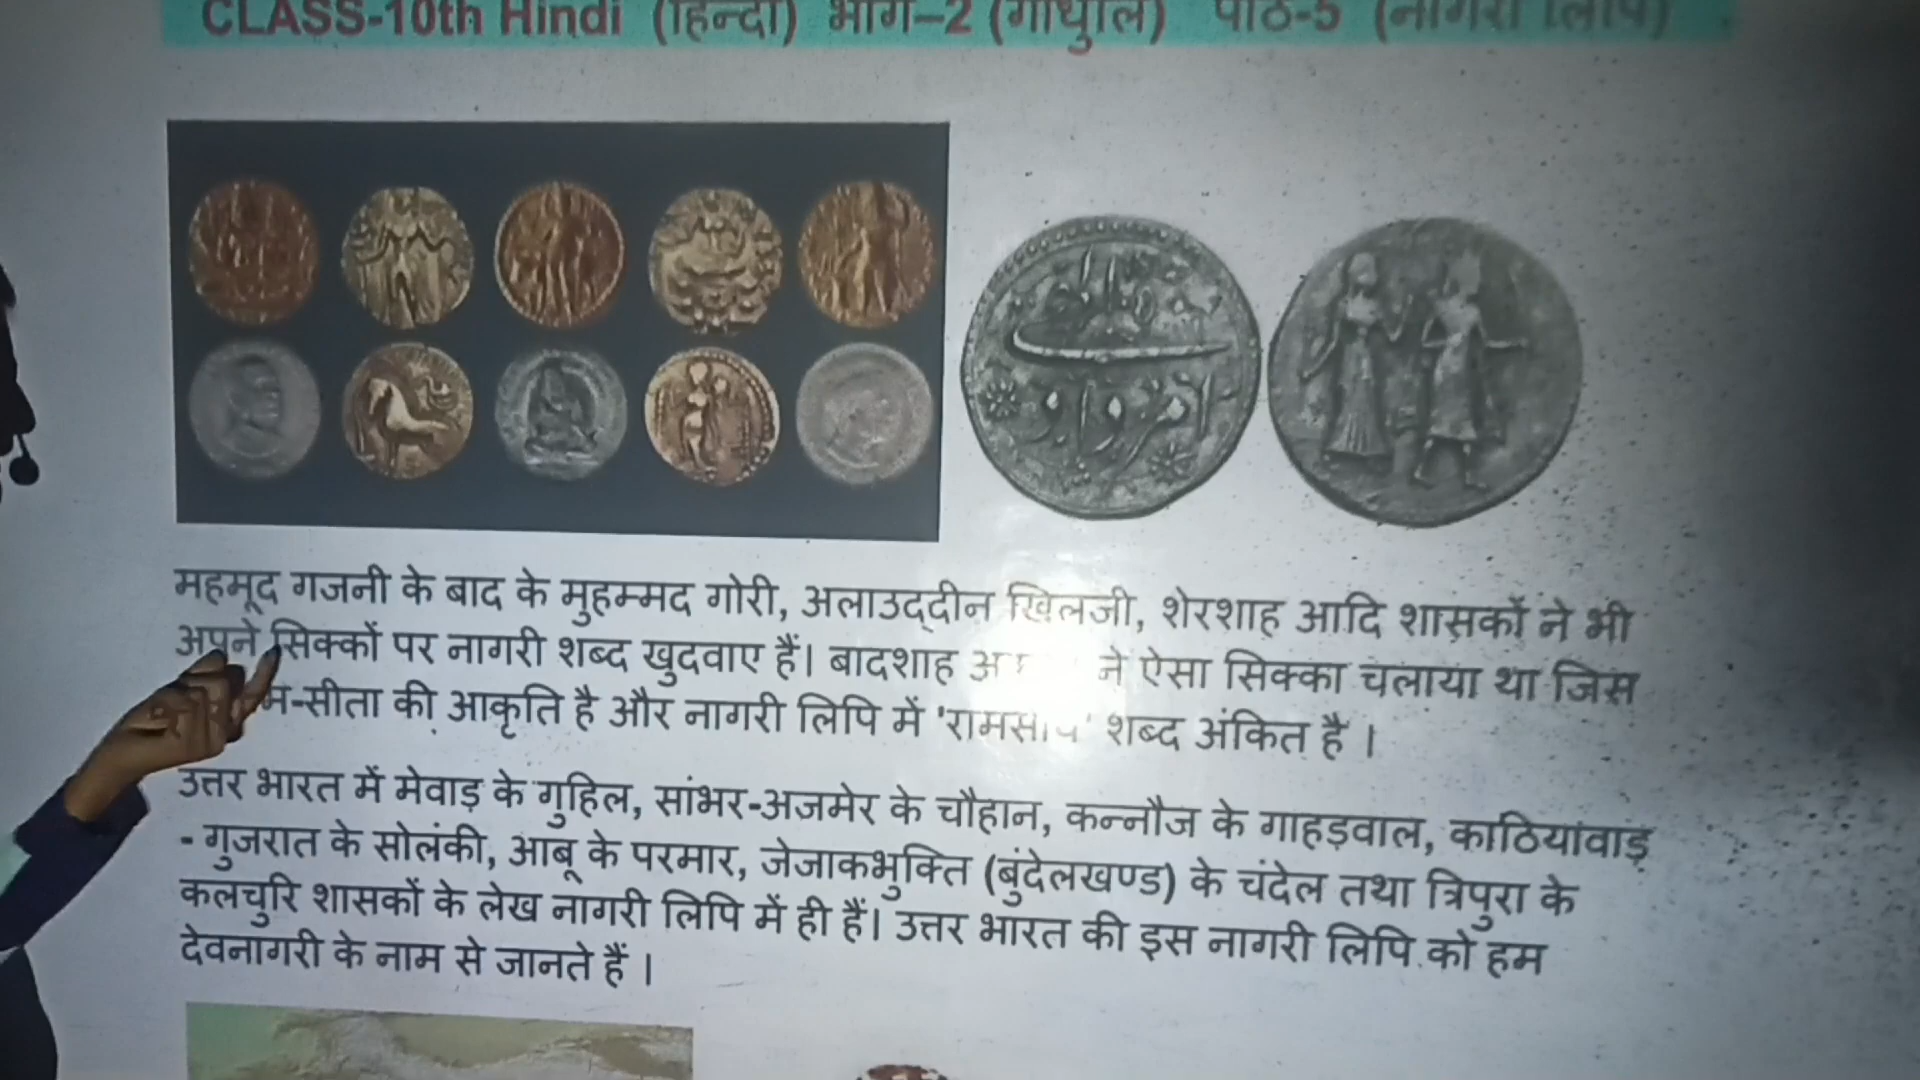 CLASS-10th Hindi (हिन्दी) भाग–2 (गोधूलि) पाठ-5 (नागरी लिपि)
महमूद गजनी के बाद के मुहम्मद गोरी, अलाउद्दीन खिलजी, शेरशाह आदि शासकों ने भी
अपने सिक्कों पर नागरी शब्द खुदवाए हैं। बादशाह ने ऐसा सिक्का चलाया था जिस
-सीता की आकृति है और नागरी लिपि में शब्द अंकित है ।
उत्तर भारत में मेवाड़ के गुहिल, सांभर-अजमेर के चौहान, कन्नौज के गाहड़वाल, काठियावाड़
- गुजरात के सोलंकी, आबू के परमार, जेजाकभुक्ति (बुंदेलखण्ड) के चंदेल तथा त्रिपुरा के
कलचुरि शासकों के लेख नागरी लिपि में ही हैं। उत्तर भारत की इस नागरी लिपि को हम
देवनागरी के नाम से जानते हैं ।